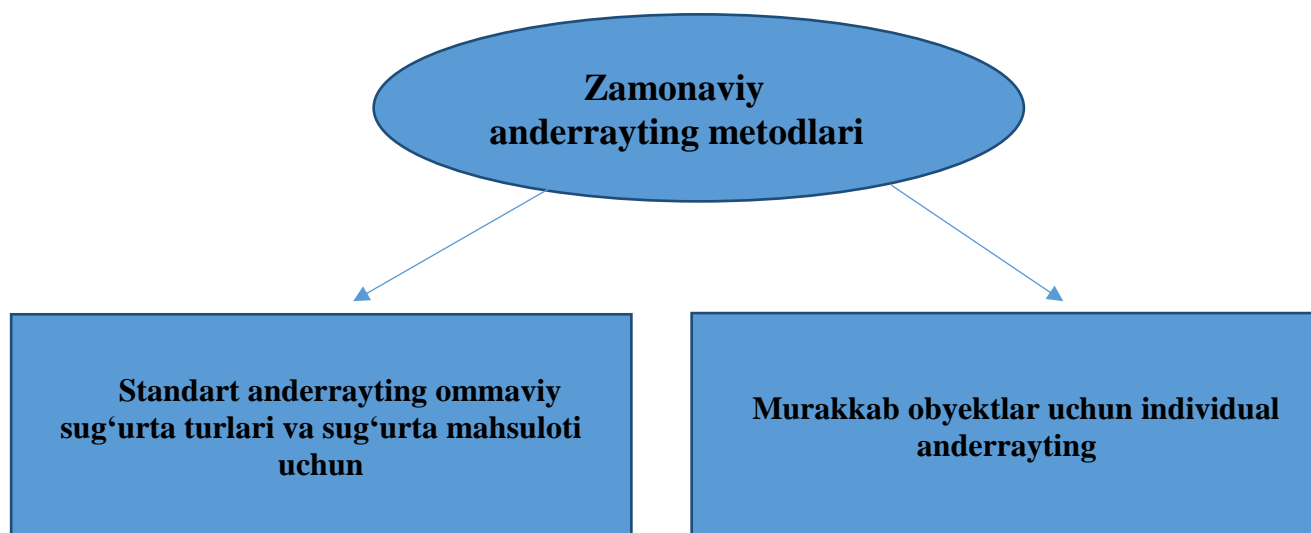 Zamonaviy
anderrayting metodlari
Standart anderrayting ommaviy
sug‘urta turlari va sug‘urta mahsuloti
uchun
Murakkab obyektlar uchun individual
anderrayting